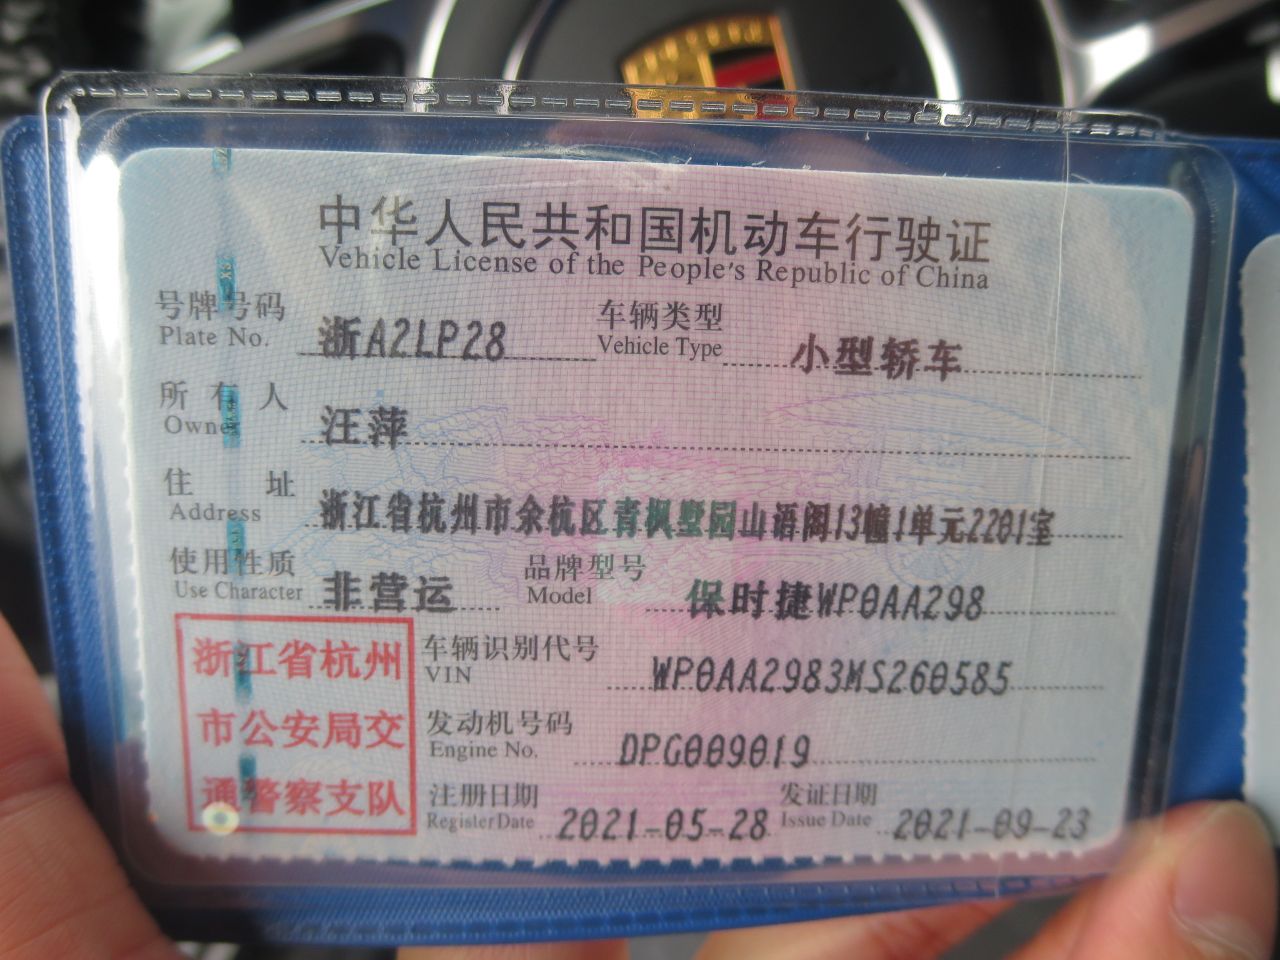 中华人民共和国机动车行驶证
Vehicle License of the People's Republic of China
号牌号码 浙A2LP28 车辆类型 小型轿车
Plate No. Vehicle Type
所有人 汪萍
Owner
住址 浙江省杭州市余杭区青枫墅园山语阁13幢1单元2201室
Address
使用性质 非营运 品牌型号 保时捷WP0AA298
Use Character Model
浙江省杭州 车辆识别代号 WP0AA2983MS260585
VIN
市公安局交 发动机号码 DPG009019
Engine No.
通警察支队 注册日期 2021-05-28 发证日期 2021-09-23
Register Date Issue Date